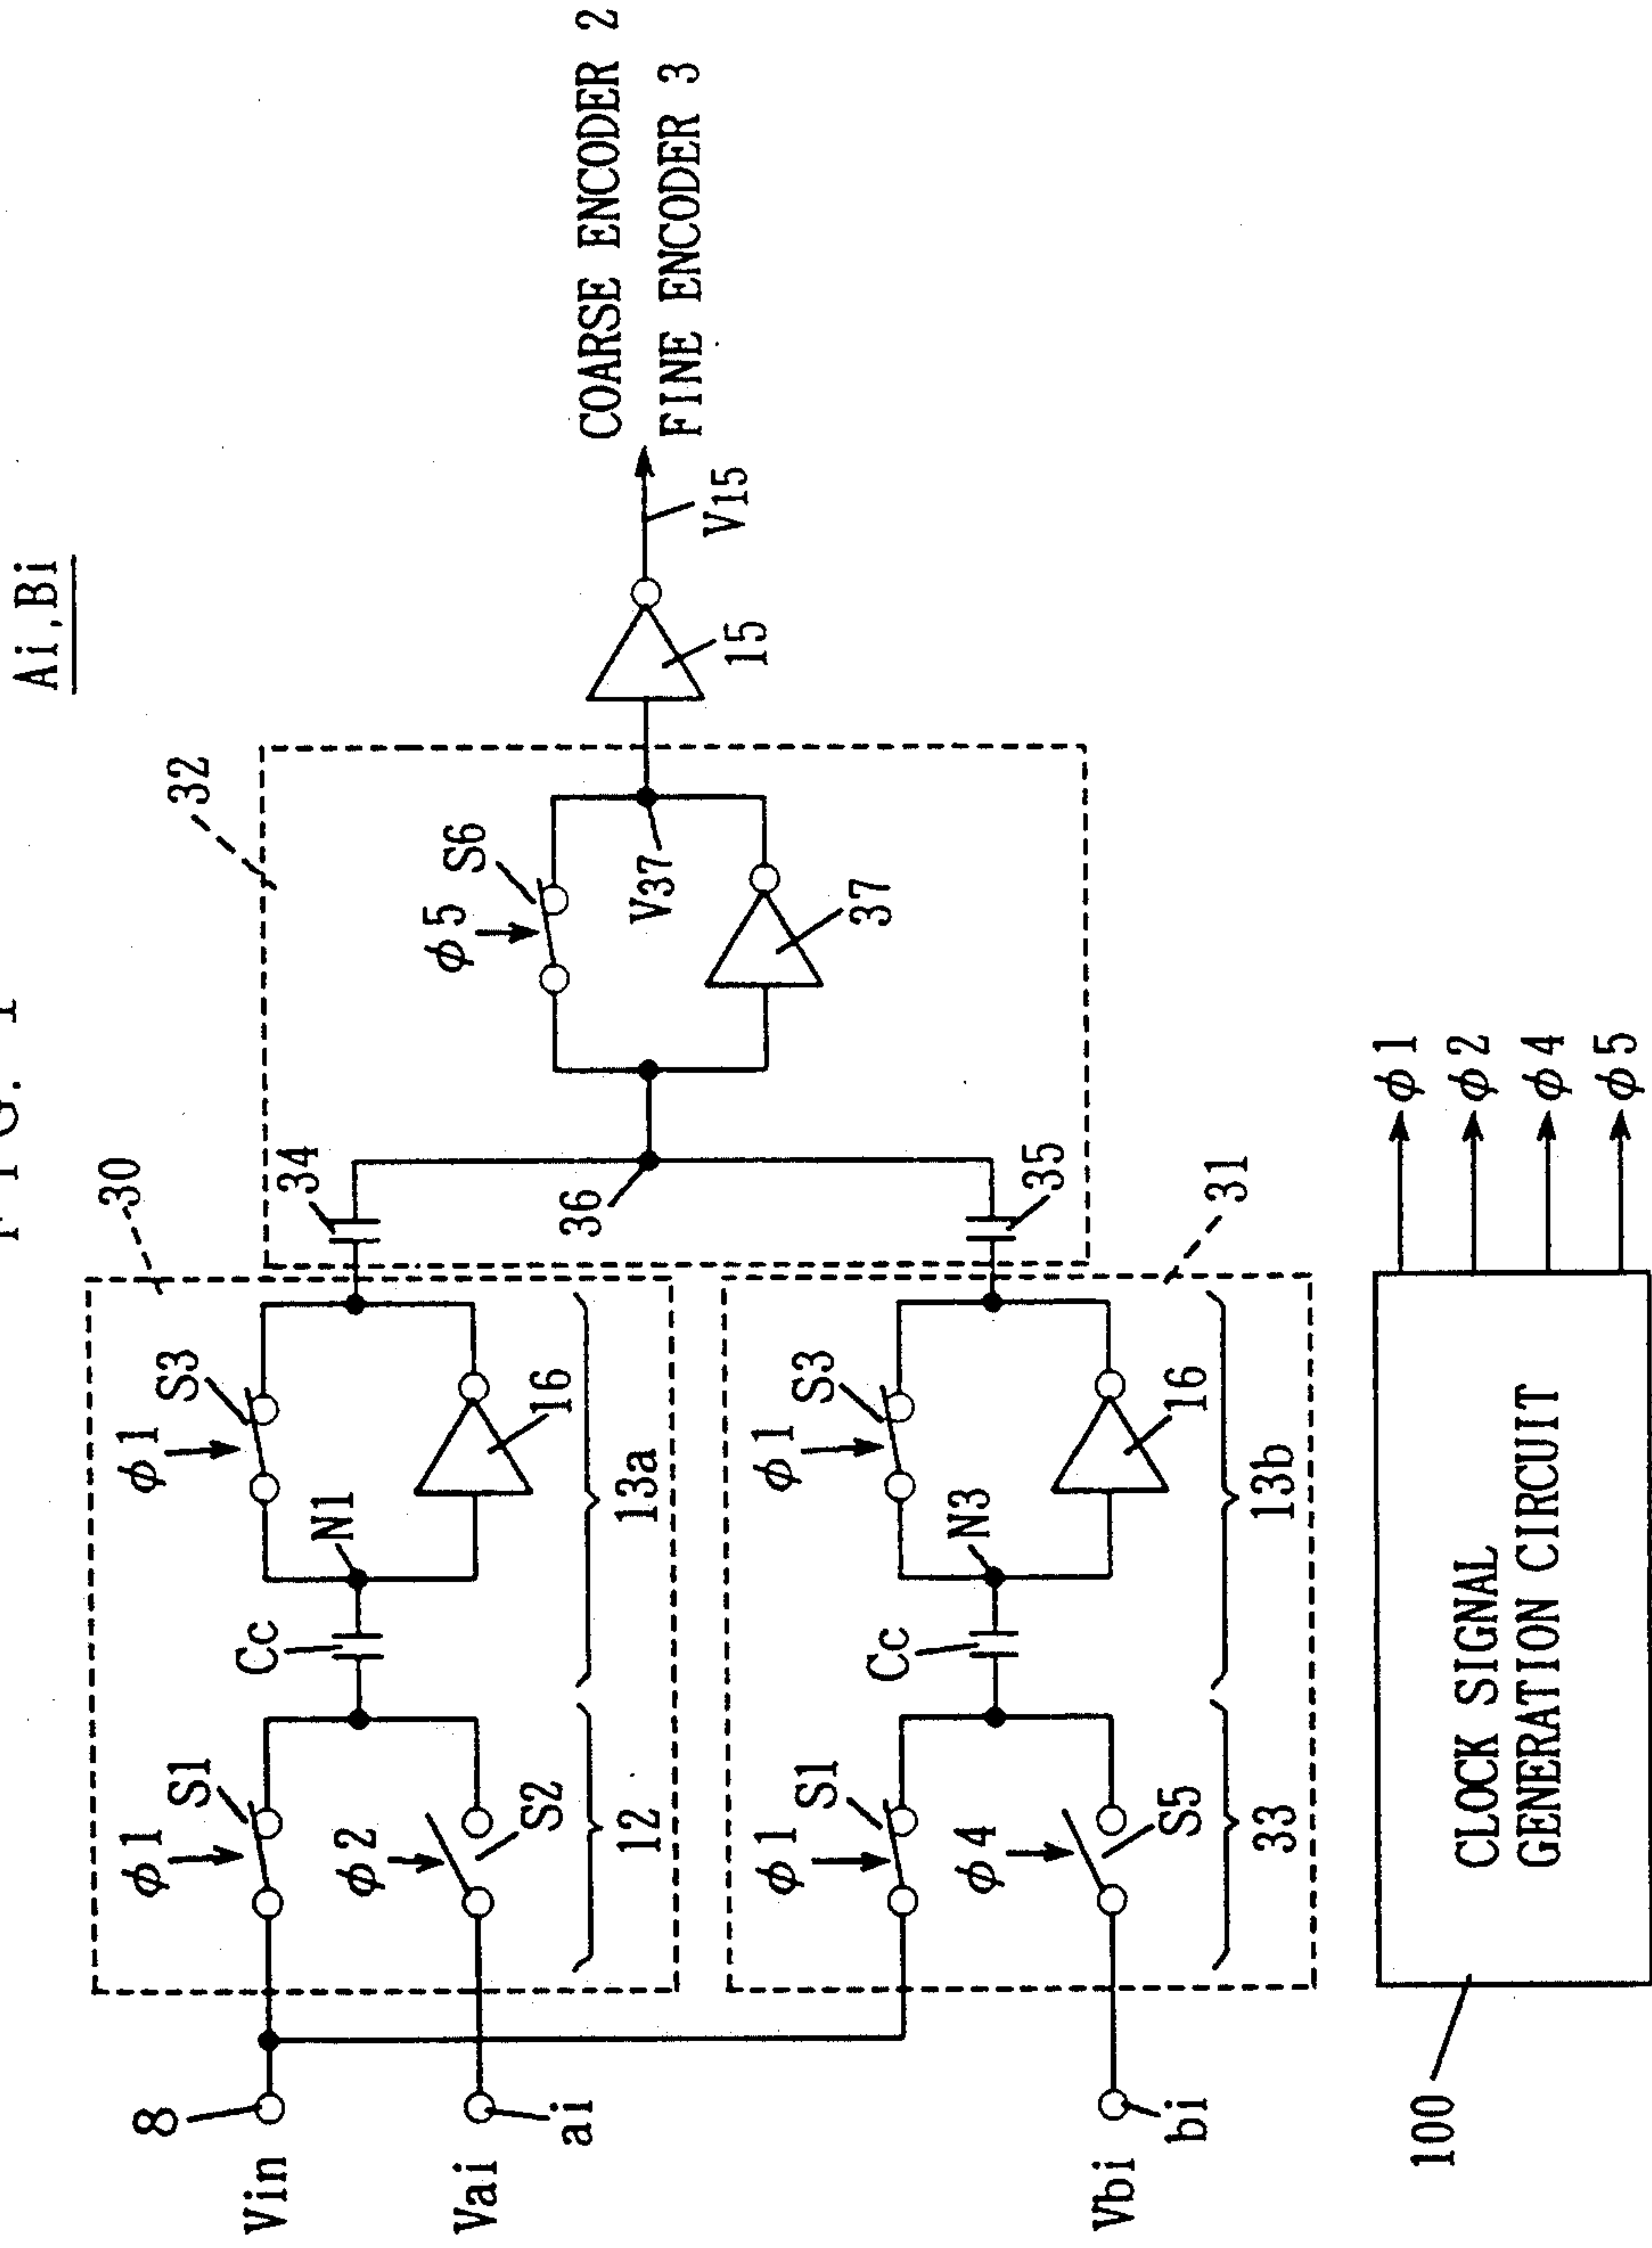 FIG. 1
Ai,Bi
30
32
φ1
S3
φ5
S6
34
φ1
S1
Cc
N1
16
V37
37
36
φ2
S2
12
13a
15
V15
COARSE ENCODER 2
FINE ENCODER 3
8
Vin
Vai
ai
35
31
φ1
S1
Cc
N3
φ1
S3
16
φ4
S5
33
13b
Vbi
bi
100
CLOCK SIGNAL
GENERATION CIRCUIT
φ1
φ2
φ4
φ5